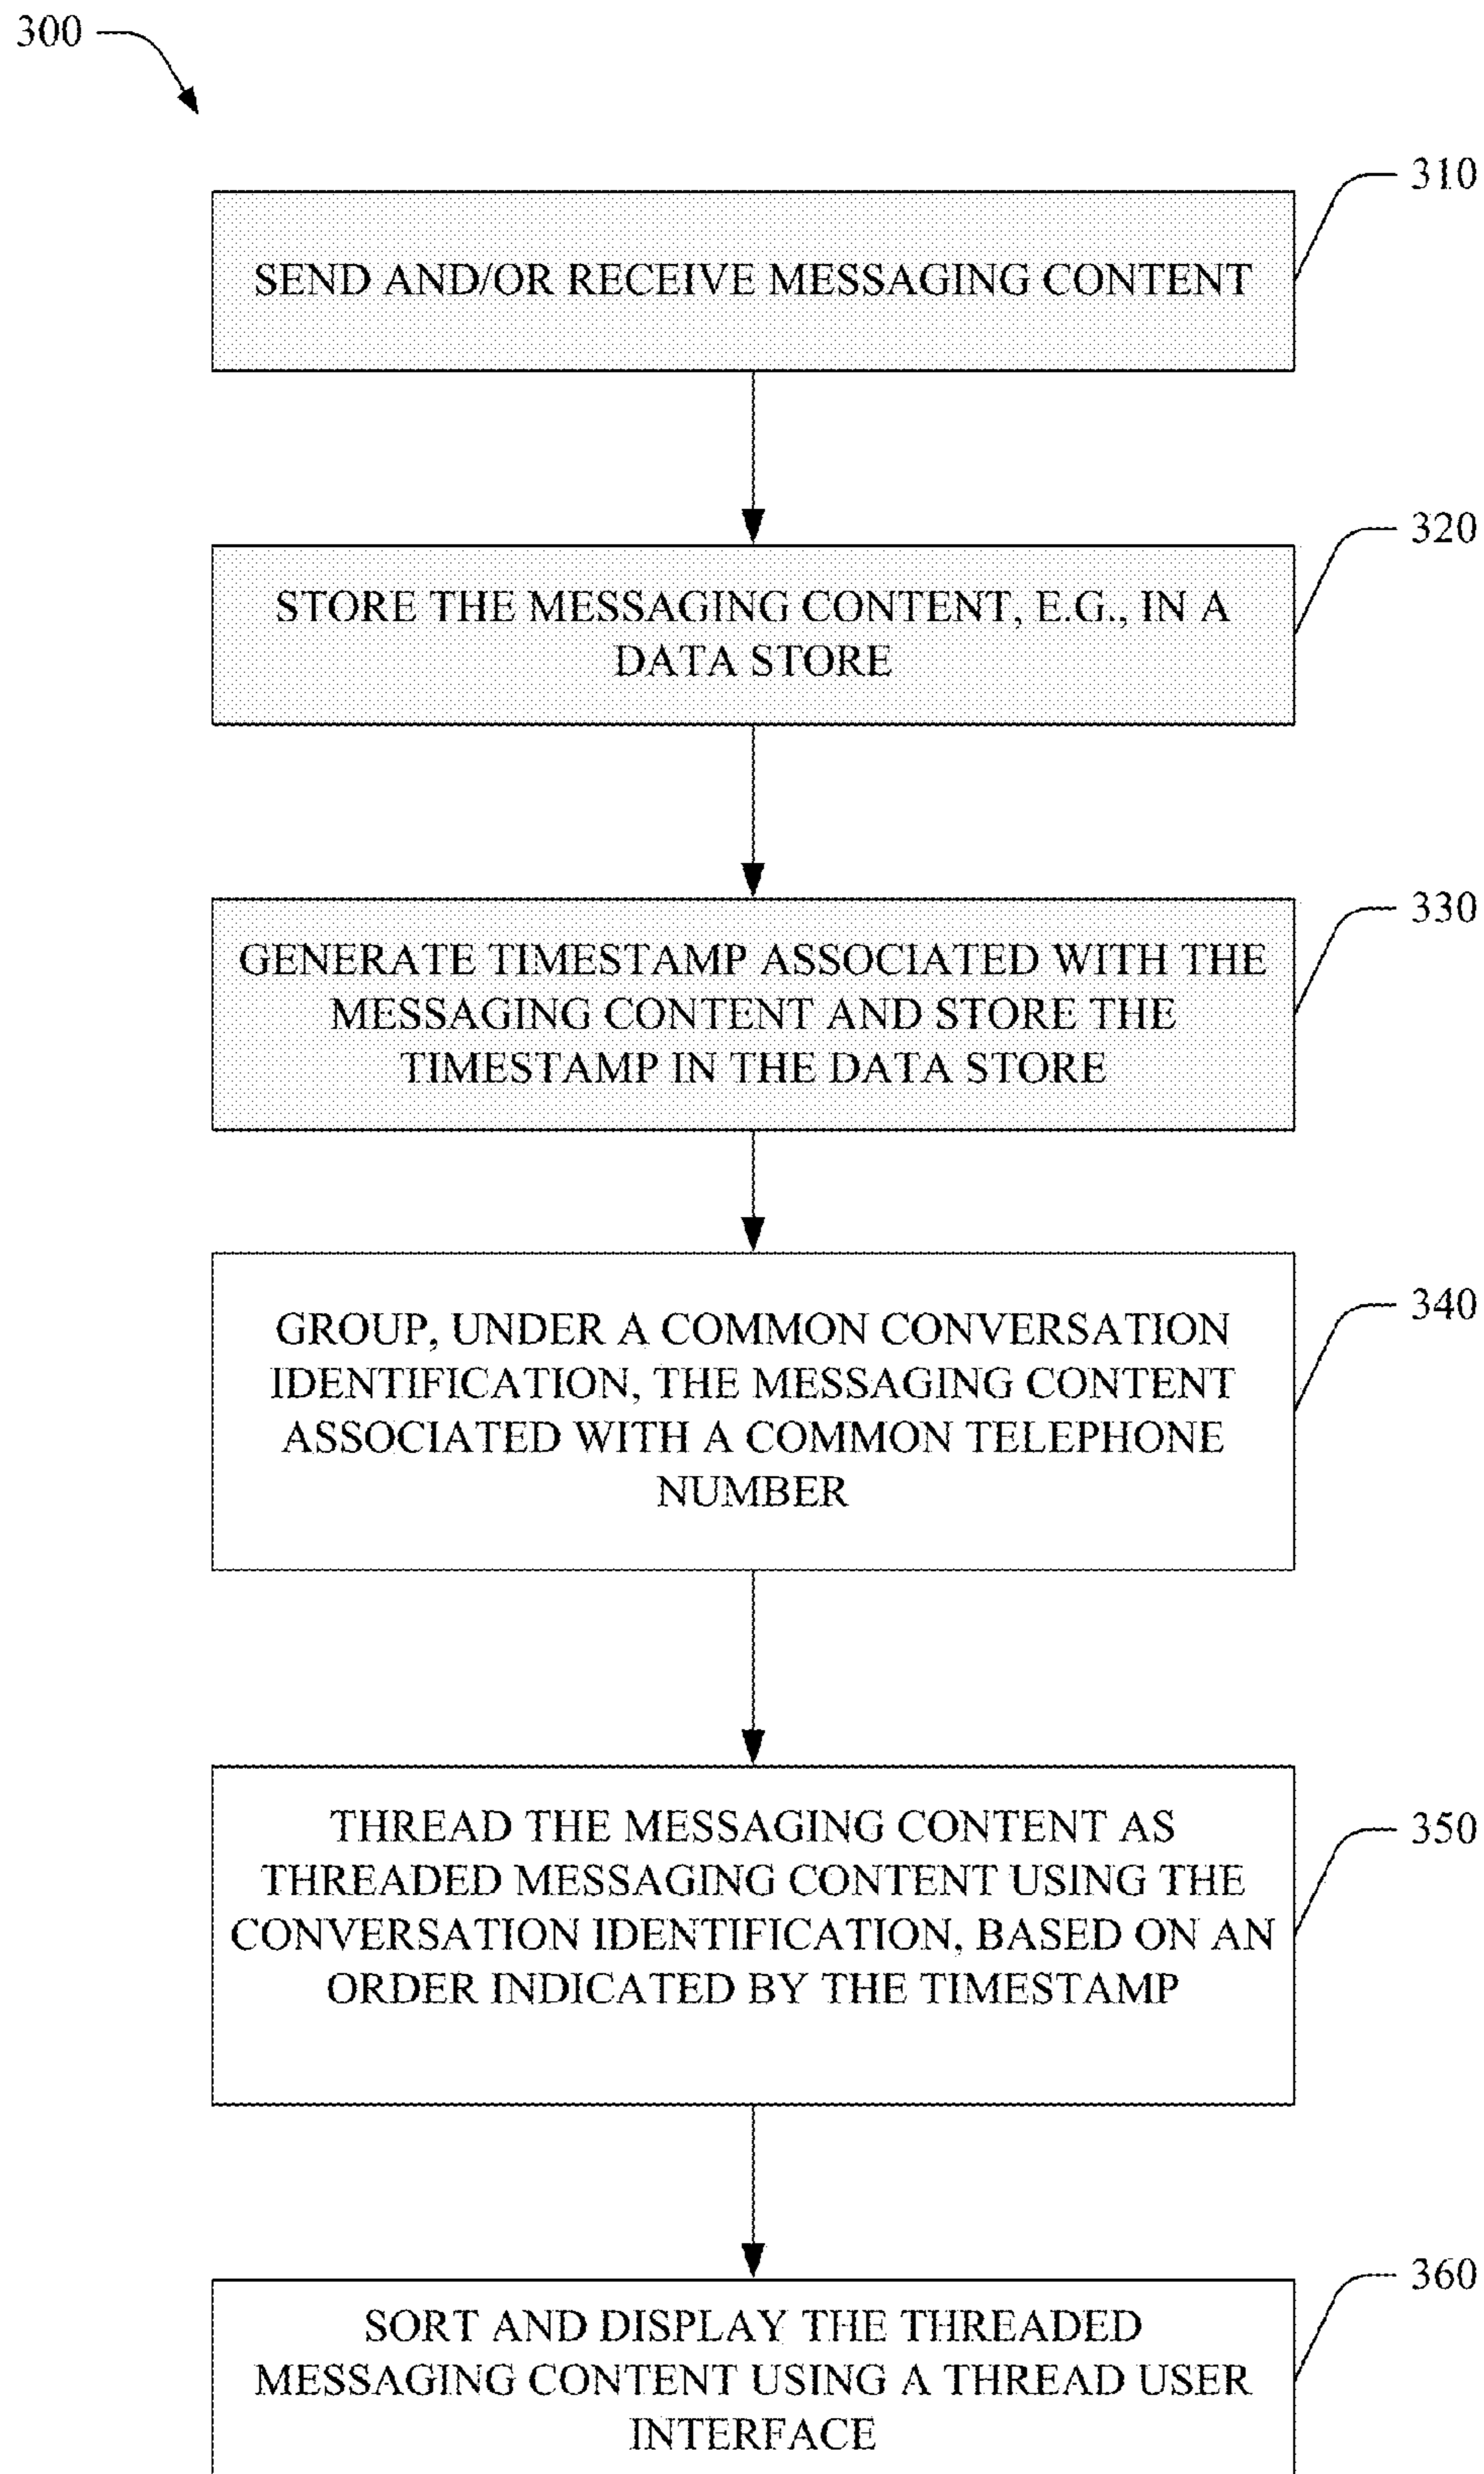 300
310
SEND AND/OR RECEIVE MESSAGING CONTENT
320
STORE THE MESSAGING CONTENT, E.G., IN A
DATA STORE
330
GENERATE TIMESTAMP ASSOCIATED WITH THE
MESSAGING CONTENT AND STORE THE
TIMESTAMP IN THE DATA STORE
340
GROUP, UNDER A COMMON CONVERSATION
IDENTIFICATION, THE MESSAGING CONTENT
ASSOCIATED WITH A COMMON TELEPHONE
NUMBER
350
THREAD THE MESSAGING CONTENT AS
THREADED MESSAGING CONTENT USING THE
CONVERSATION IDENTIFICATION, BASED ON AN
ORDER INDICATED BY THE TIMESTAMP
360
SORT AND DISPLAY THE THREADED
MESSAGING CONTENT USING A THREAD USER
INTERFACE